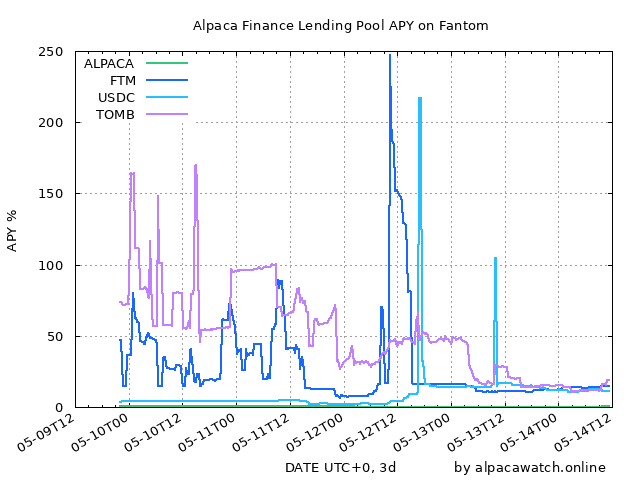 Alpaca Finance Lending Pool APY on Fantom
250
200
150
100
50
0
APY %
ALPACA
FTM
USDC
TOMB
05-09T12
05-10T00
05-10T12
05-11T00
05-11T12
05-12T00
05-12T12
05-13T00
05-13T12
05-14T00
05-14T12
DATE UTC+0, 3d
by alpacawatch.online